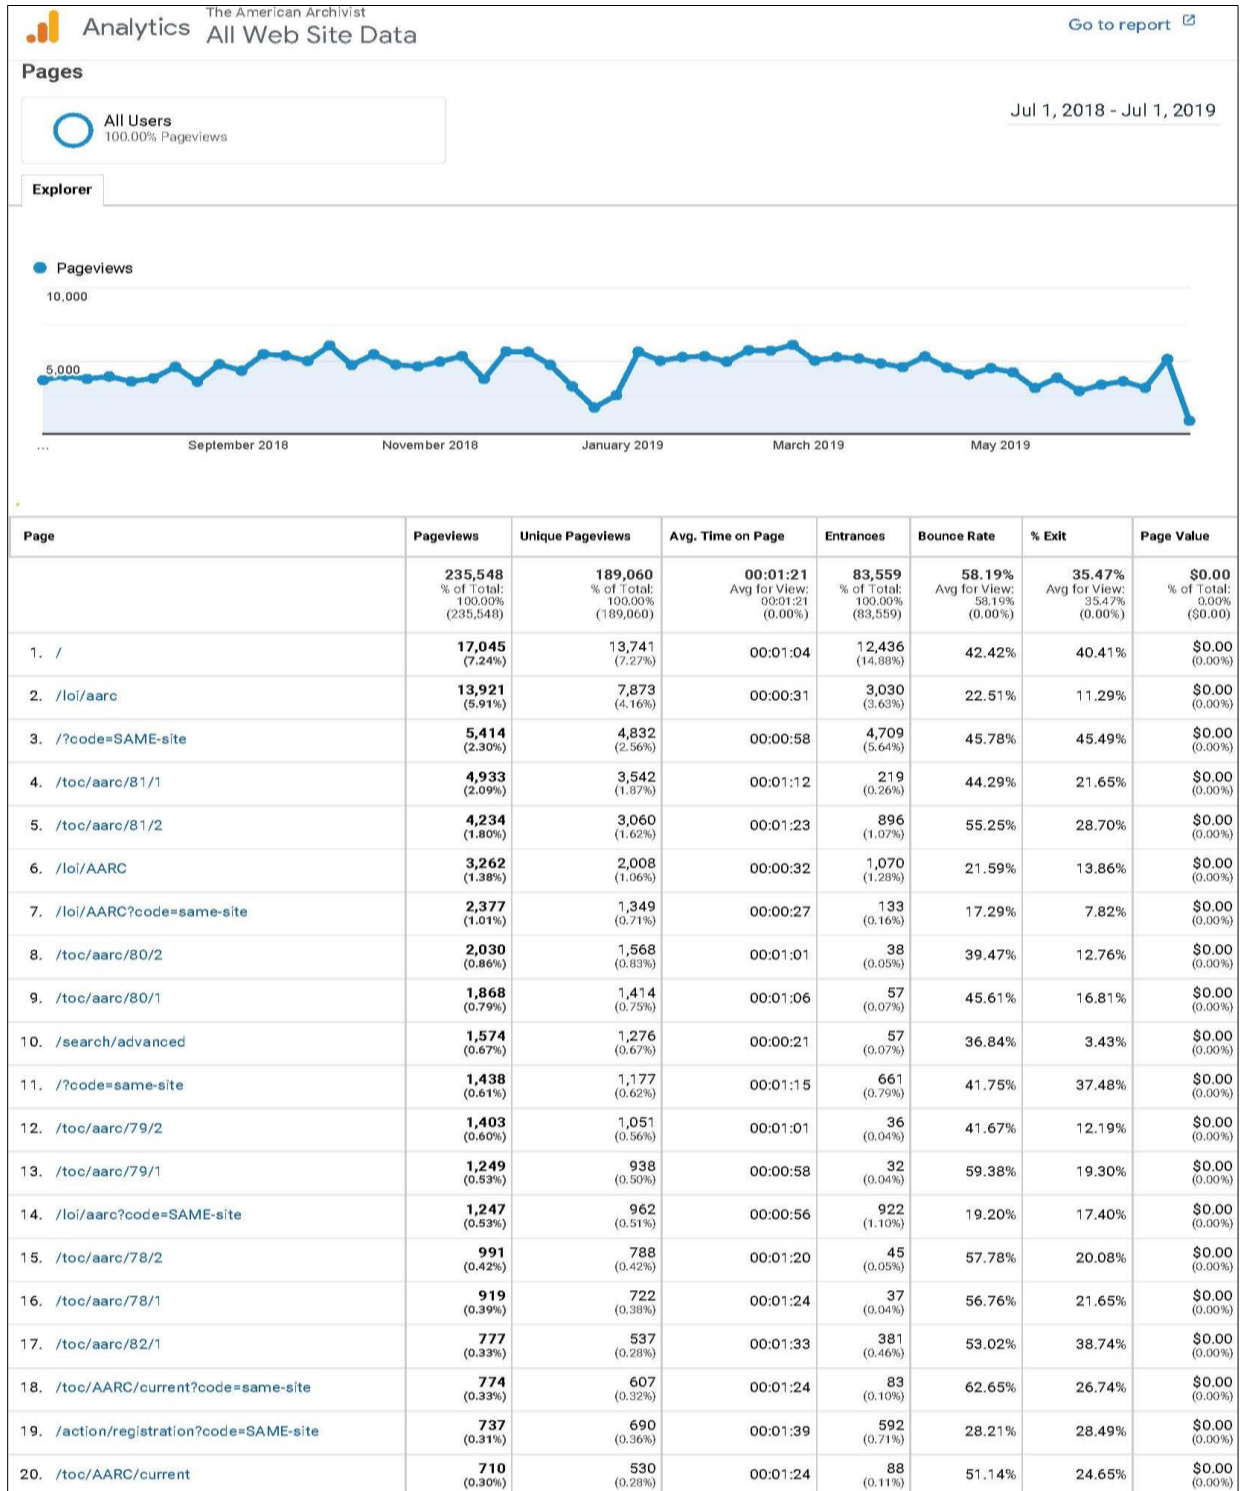 Analytics
The American Archivist
All Web Site Data
Go to report
Pages
All Users
100.00% Pageviews
Jul 1, 2018 - Jul 1, 2019
Explorer
Pageviews
10,000
5,000
... September 2018 November 2018 January 2019 March 2019 May 2019
Page Pageviews Unique Pageviews Avg. Time on Page Entrances Bounce Rate % Exit Page Value
235,548 189,060 00:01:21 83,559 58.19% 35.47% $0.00
% of Total: % of Total: Avg for View: % of Total: Avg for View: Avg for View: % of Total:
100.00% 100.00% 00:01:21 100.00% 58.19% 35.47% 0.00%
(235,548) (189,060) (0.00%) (83,559) (0.00%) (0.00%) ($0.00)
1. / 17,045 13,741 00:01:04 12,436 42.42% 40.41% $0.00
(7.24%) (7.27%) (14.88%) (0.00%)
2. /loi/aarc 13,921 7,873 00:00:31 3,030 22.51% 11.29% $0.00
(5.91%) (4.16%) (3.63%) (0.00%)
3. /?code=SAME-site 5,414 4,832 00:00:58 4,709 45.78% 45.49% $0.00
(2.30%) (2.56%) (5.64%) (0.00%)
4. /toc/aarc/81/1 4,933 3,542 00:01:12 219 44.29% 21.65% $0.00
(2.09%) (1.87%) (0.26%) (0.00%)
5. /toc/aarc/81/2 4,234 3,060 00:01:23 896 55.25% 28.70% $0.00
(1.80%) (1.62%) (1.07%) (0.00%)
6. /loi/AARC 3,262 2,008 00:00:32 1,070 21.59% 13.86% $0.00
(1.38%) (1.06%) (1.28%) (0.00%)
7. /loi/AARC?code=same-site 2,377 1,349 00:00:27 133 17.29% 7.82% $0.00
(1.01%) (0.71%) (0.16%) (0.00%)
8. /toc/aarc/80/2 2,030 1,568 00:01:01 38 39.47% 12.76% $0.00
(0.86%) (0.83%) (0.05%) (0.00%)
9. /toc/aarc/80/1 1,868 1,414 00:01:06 57 45.61% 16.81% $0.00
(0.79%) (0.75%) (0.07%) (0.00%)
10. /search/advanced 1,574 1,276 00:00:21 57 36.84% 3.43% $0.00
(0.67%) (0.67%) (0.07%) (0.00%)
11. /?code=same-site 1,438 1,177 00:01:15 661 41.75% 37.48% $0.00
(0.61%) (0.62%) (0.79%) (0.00%)
12. /toc/aarc/79/2 1,403 1,051 00:01:01 36 41.67% 12.19% $0.00
(0.60%) (0.56%) (0.04%) (0.00%)
13. /toc/aarc/79/1 1,249 938 00:00:58 32 59.38% 19.30% $0.00
(0.53%) (0.50%) (0.04%) (0.00%)
14. /loi/aarc?code=SAME-site 1,247 962 00:00:56 922 19.20% 17.40% $0.00
(0.53%) (0.51%) (1.10%) (0.00%)
15. /toc/aarc/78/2 991 788 00:01:20 45 57.78% 20.08% $0.00
(0.42%) (0.42%) (0.05%) (0.00%)
16. /toc/aarc/78/1 919 722 00:01:24 37 56.76% 21.65% $0.00
(0.39%) (0.38%) (0.04%) (0.00%)
17. /toc/aarc/82/1 777 537 00:01:33 381 53.02% 38.74% $0.00
(0.33%) (0.28%) (0.46%) (0.00%)
18. /toc/AARC/current?code=same-site 774 607 00:01:24 83 62.65% 26.74% $0.00
(0.33%) (0.32%) (0.10%) (0.00%)
19. /action/registration?code=SAME-site 737 690 00:01:39 592 28.21% 28.49% $0.00
(0.31%) (0.36%) (0.71%) (0.00%)
20. /toc/AARC/current 710 530 00:01:24 88 51.14% 24.65% $0.00
(0.30%) (0.28%) (0.11%) (0.00%)